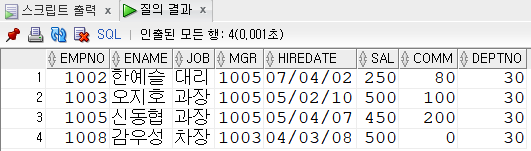 스크립트 출력 × 질의 결과 ×
SQL | 인출된 모든 행: 4(0,001초)
EMPNO ENAME JOB MGR HIREDATE SAL COMM DEPTNO
1 1002 한예슬 대리 1005 07/04/02 250 80 30
2 1003 오지호 과장 1005 05/02/10 500 100 30
3 1005 신동협 과장 1005 05/04/07 450 200 30
4 1008 감우성 차장 1003 04/03/08 500 0 30